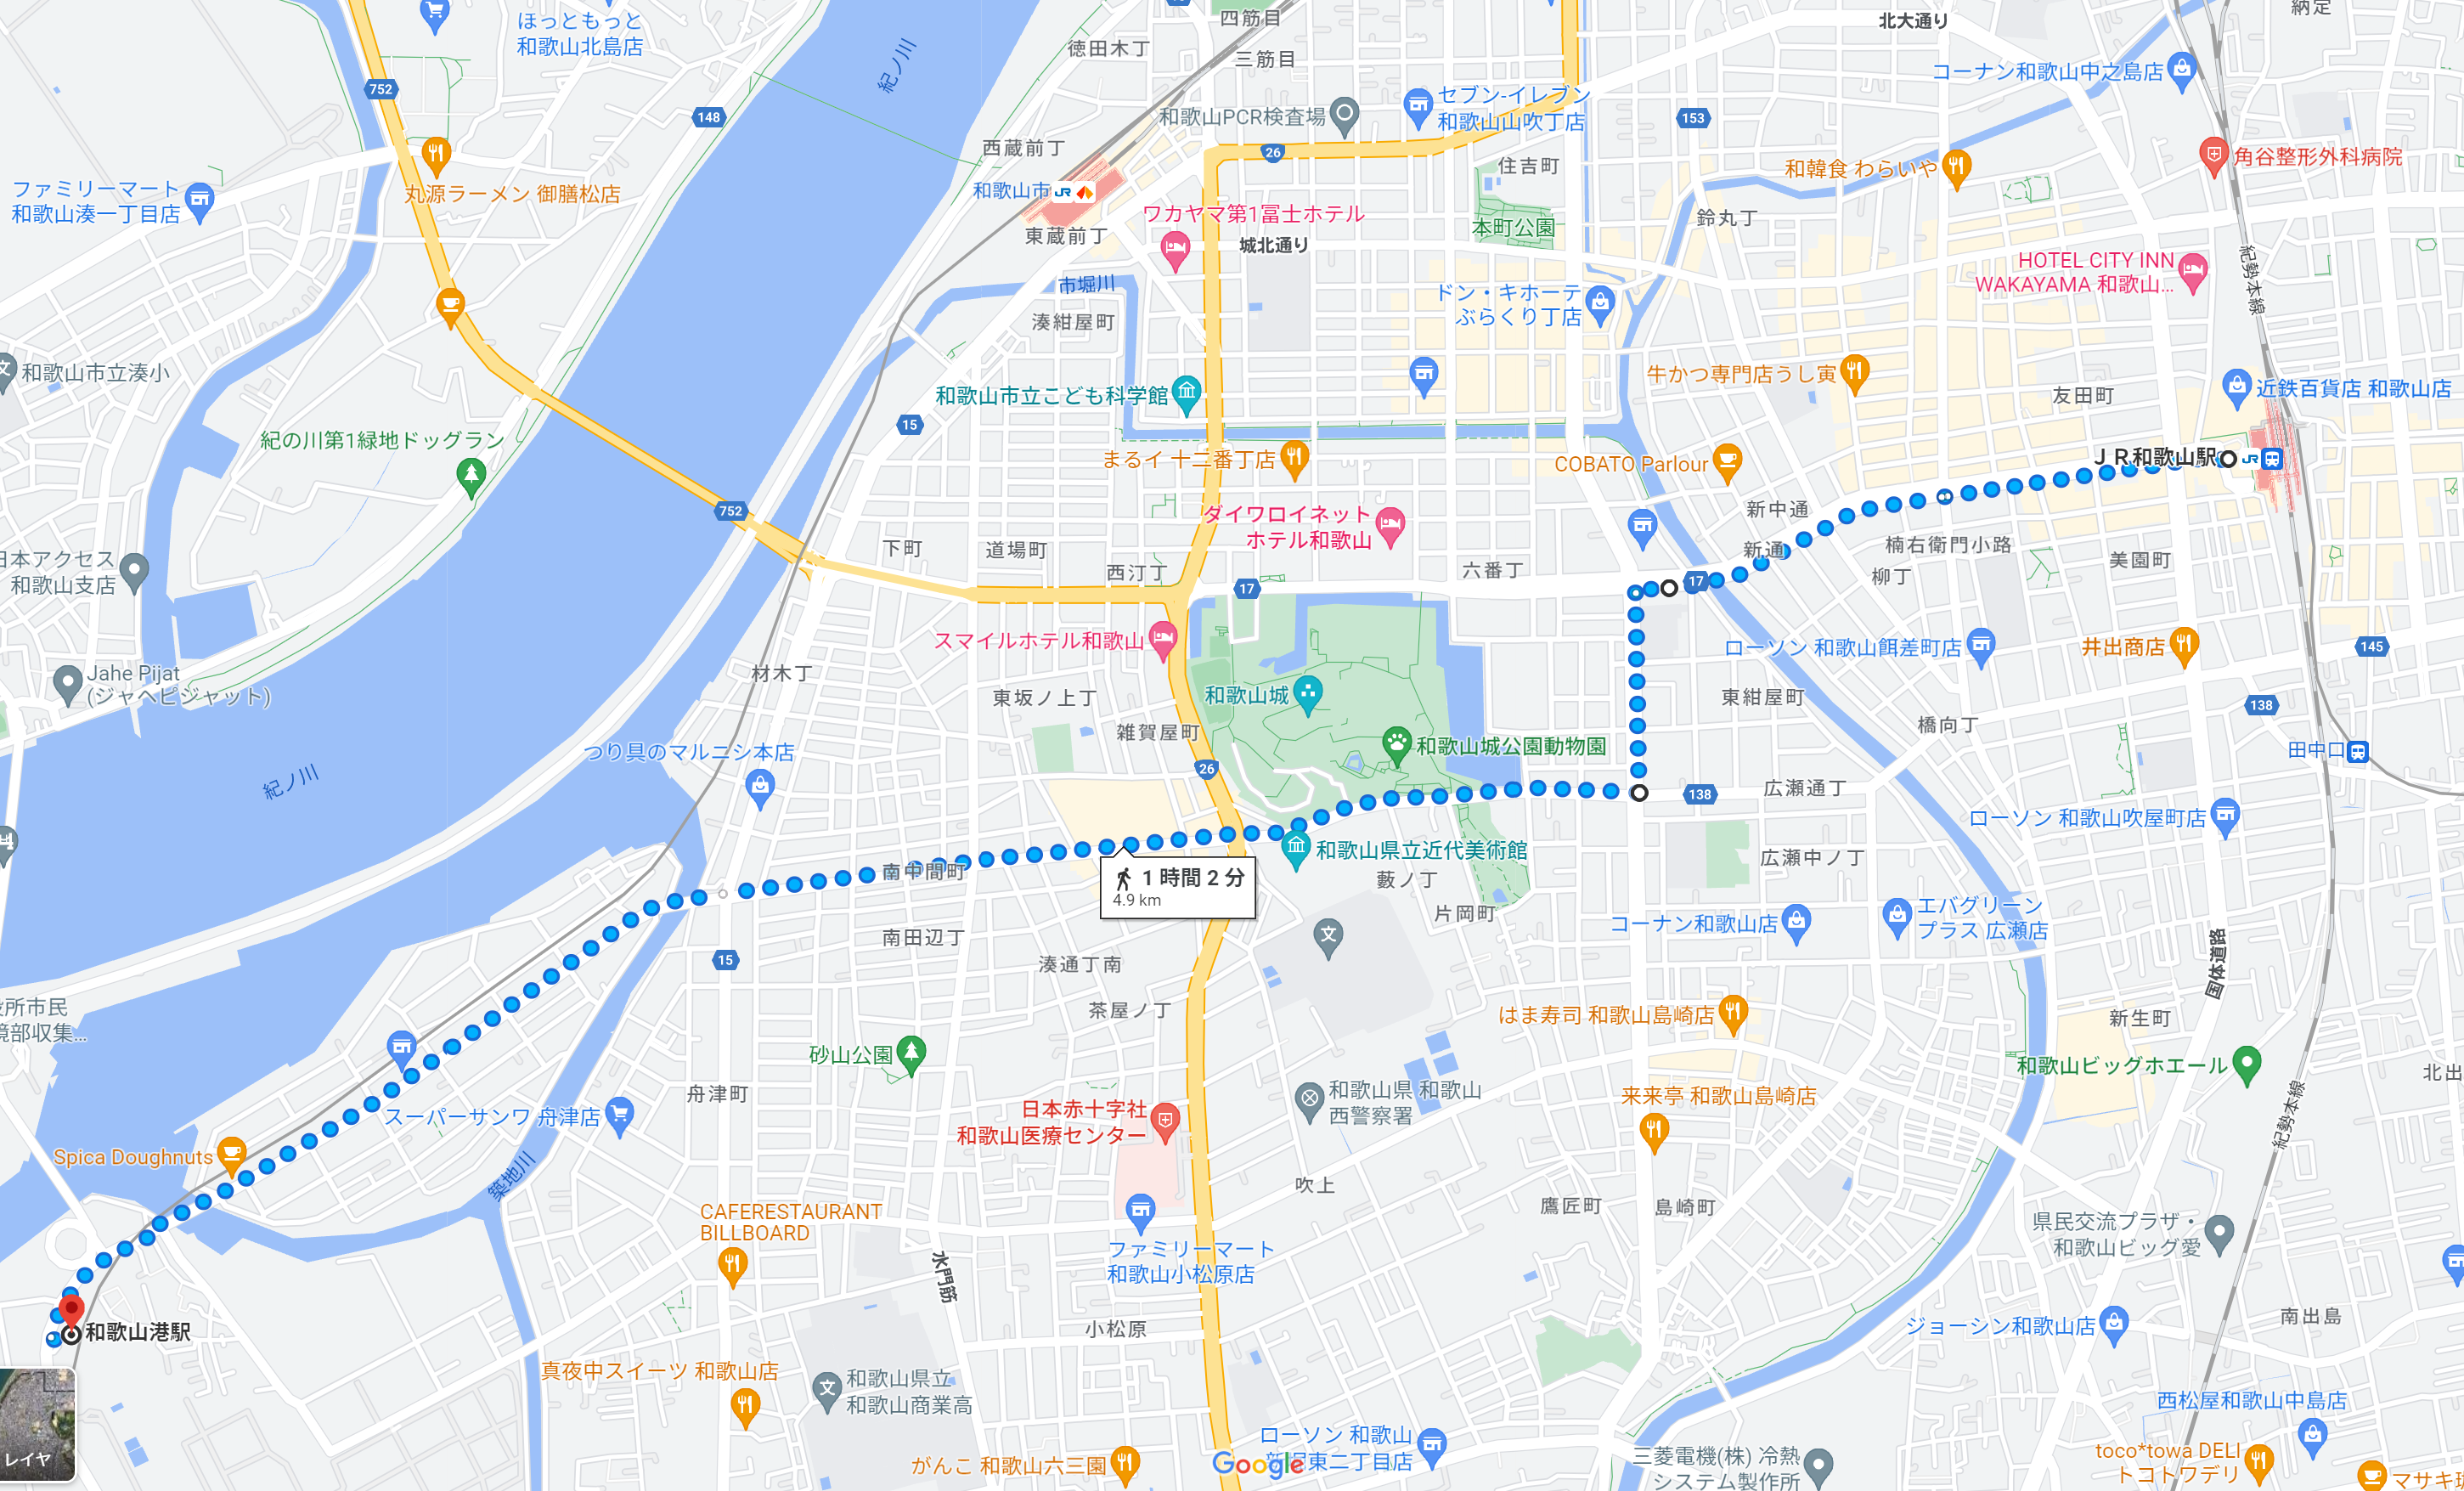 四筋目
北大通り
納定
ほっともっと
和歌山北島店
徳田木丁
三筋目
紀ノ川
コーナン和歌山中之島店
752
148
和歌山PCR検査場
セブン-イレブン
和歌山山吹丁店
153
西蔵前丁
26
住吉町
和韓食 わらいや
角谷整形外科病院
丸源ラーメン 御膳松店
ファミリーマート
和歌山湊一丁目店
和歌山市 JR
ワカヤマ第1冨士ホテル
東蔵前丁
城北通り
本町公園
鈴丸丁
HOTEL CITY INN
WAKAYAMA 和歌山...
紀勢本線
市堀川
湊紺屋町
ドン・キホーテ
ぶらくり丁店
和歌山市立湊小
和歌山市立こども科学館
牛かつ専門店うし寅
友田町
近鉄百貨店 和歌山店
15
紀の川第1緑地ドッグラン
まるイ 十二番丁店
COBATO Parlour
ＪＲ和歌山駅
JR
752
ダイワロイネット
ホテル和歌山
新中通
新通
楠右衛門小路
美園町
日本アクセス
和歌山支店
下町
道場町
西汀丁
17
六番丁
17
柳丁
スマイルホテル和歌山
ローソン 和歌山餌差町店
井出商店
145
Jahe Pijat
(ジャヘピジャット)
材木丁
東坂ノ上丁
和歌山城
東紺屋町
138
雑賀屋町
橋向丁
和歌山城公園動物園
田中口
つり具のマルニシ本店
紀ノ川
26
138
広瀬通丁
ローソン 和歌山吹屋町店
和歌山県立近代美術館
広瀬中ノ丁
南中間町
1 時間 2 分
4.9 km
藪ノ丁
片岡町
コーナン和歌山店
エバグリーン
プラス 広瀬店
南田辺丁
15
湊通丁南
国体道路
所市民
境部収集...
茶屋ノ丁
はま寿司 和歌山島崎店
新生町
砂山公園
和歌山ビッグホエール
北出
舟津町
スーパーサンワ 舟津店
日本赤十字社
和歌山医療センター
和歌山県 和歌山
西警察署
来来亭 和歌山島崎店
紀勢本線
Spica Doughnuts
築地川
吹上
鷹匠町
島崎町
CAFERESTAURANT
BILLBOARD
県民交流プラザ・
和歌山ビッグ愛
ファミリーマート
和歌山小松原店
水門筋
和歌山港駅
小松原
ジョーシン和歌山店
南出島
真夜中スイーツ 和歌山店
和歌山県立
和歌山商業高
西松屋和歌山中島店
レイヤ
がんこ 和歌山六三園
Google
ローソン 和歌山
東二丁目店
三菱電機(株) 冷熱
システム製作所
toco*towa DELI
トコトワデリ
マサキ